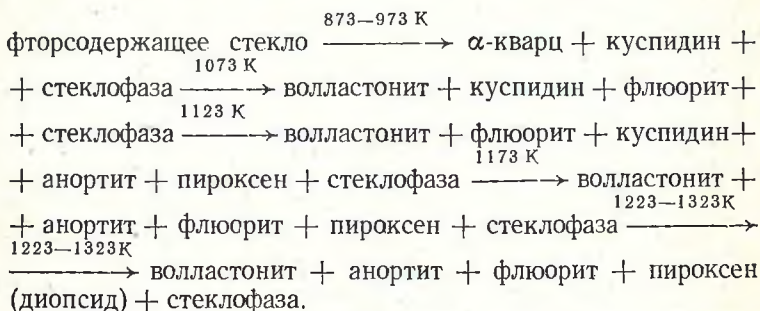 873—973 К
фторсодержащее стекло ———→ α-кварц + куспидин +
1073 К
+ стеклофаза ———→ волластонит + куспидин + флюорит+
1123 К
+ стеклофаза ———→ волластонит + флюорит + куспидин+
1173 К
+ анортит + пироксен + стеклофаза ———→ волластонит +
1223—1323К
+ анортит + флюорит + пироксен + стеклофаза ———→
1223—1323К
———→ волластонит + анортит + флюорит + пироксен
(диопсид) + стеклофаза.